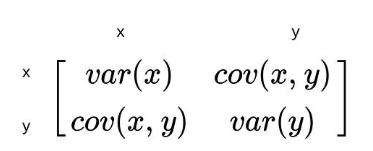 x y
x var(x) cov(x, y)
y cov(x, y) var(y)